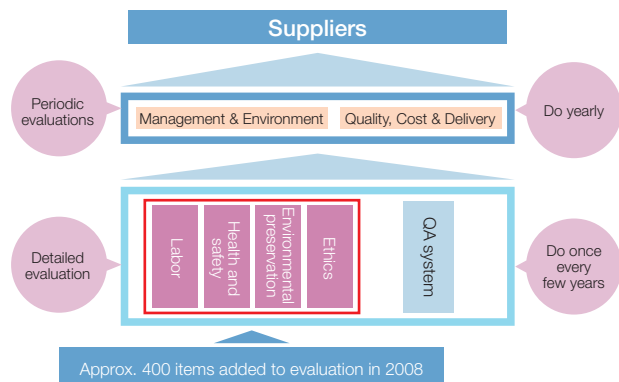 Suppliers
Periodic
evaluations
Management & Environment
Quality, Cost & Delivery
Do yearly
Detailed
evaluation
Labor
Health and
safety
Environmental
preservation
Ethics
QA system
Do once
every
few years
Approx. 400 items added to evaluation in 2008